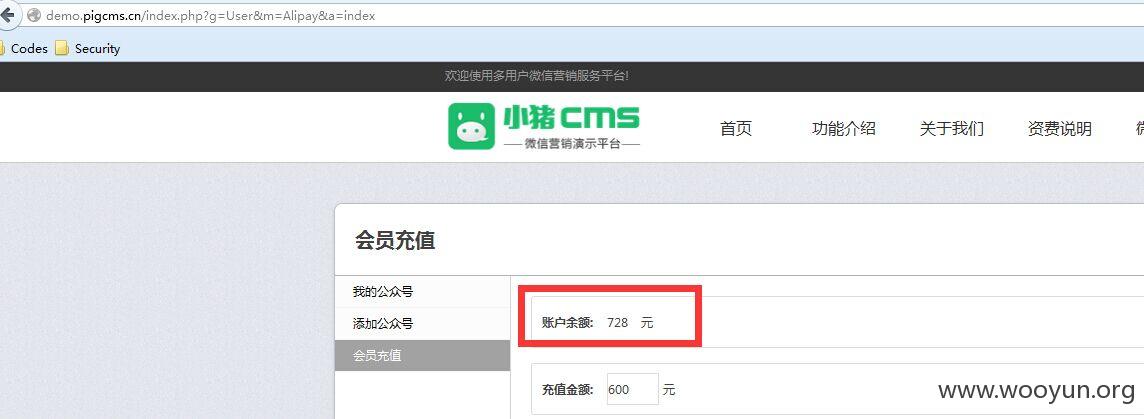 demo.pigcms.cn/index.php?g=User&m=Alipay&a=index
Codes Security
欢迎使用多用户微信营销服务平台!
小猪CMS
微信营销演示平台
首页 功能介绍 关于我们 资费说明
会员充值
我的公众号
添加公众号
会员充值
账户余额: 728 元
充值金额: 600 元
www.wooyun.org